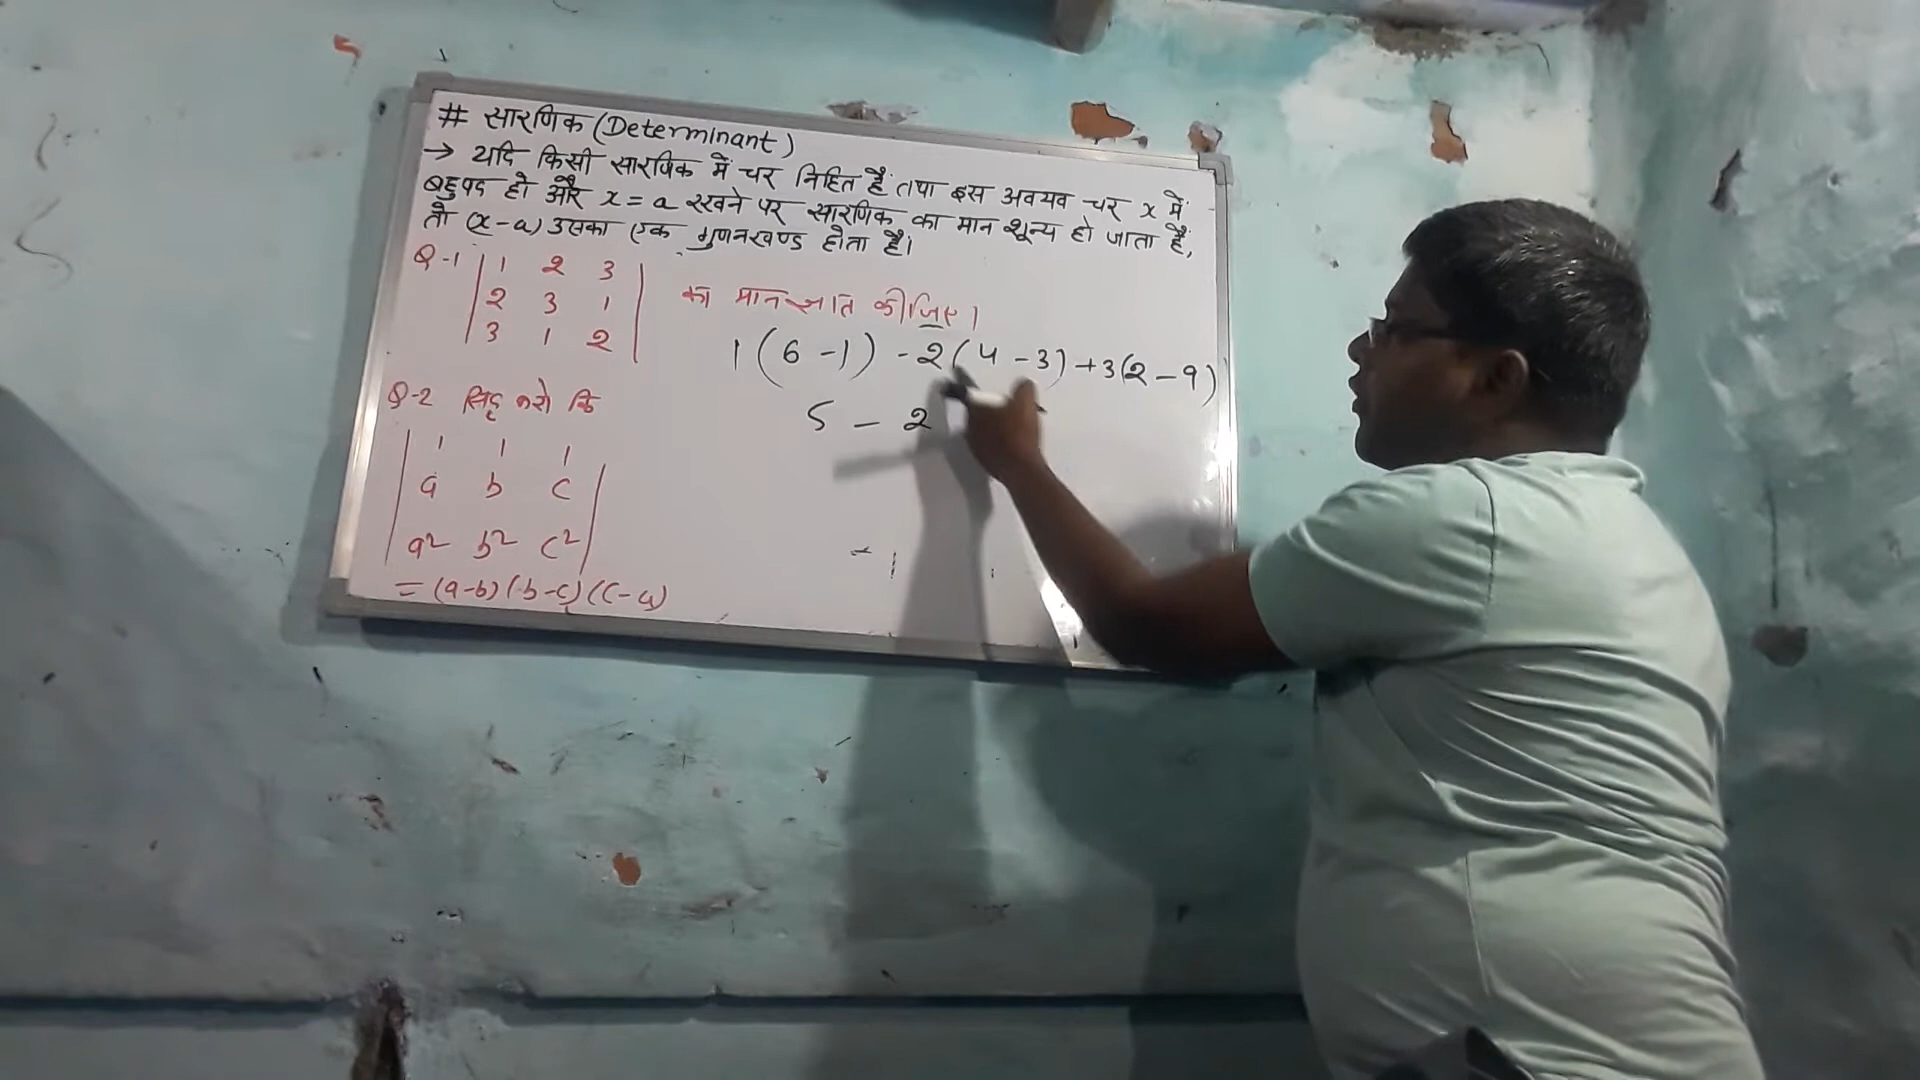 # सारणिक (Determinant)
→ यदि किसी सारणिक में चर निहित हैं तथा इस अवयव चर x में
बहुपद हो और x = a रखने पर सारणिक का मान शून्य हो जाता है,
तो (x-a) उसका एक गुणनखण्ड होता है।
Q-1 | 1 2 3 |
| 2 3 1 | का मान ज्ञात कीजिए।
| 3 1 2 |
1(6-1) -2(4-3)+3(2-9)
5 - 2
Q-2 सिद्ध करो कि
| 1 1 1 |
| a b c |
| a² b² c² |
= (a-b)(b-c)(c-a)